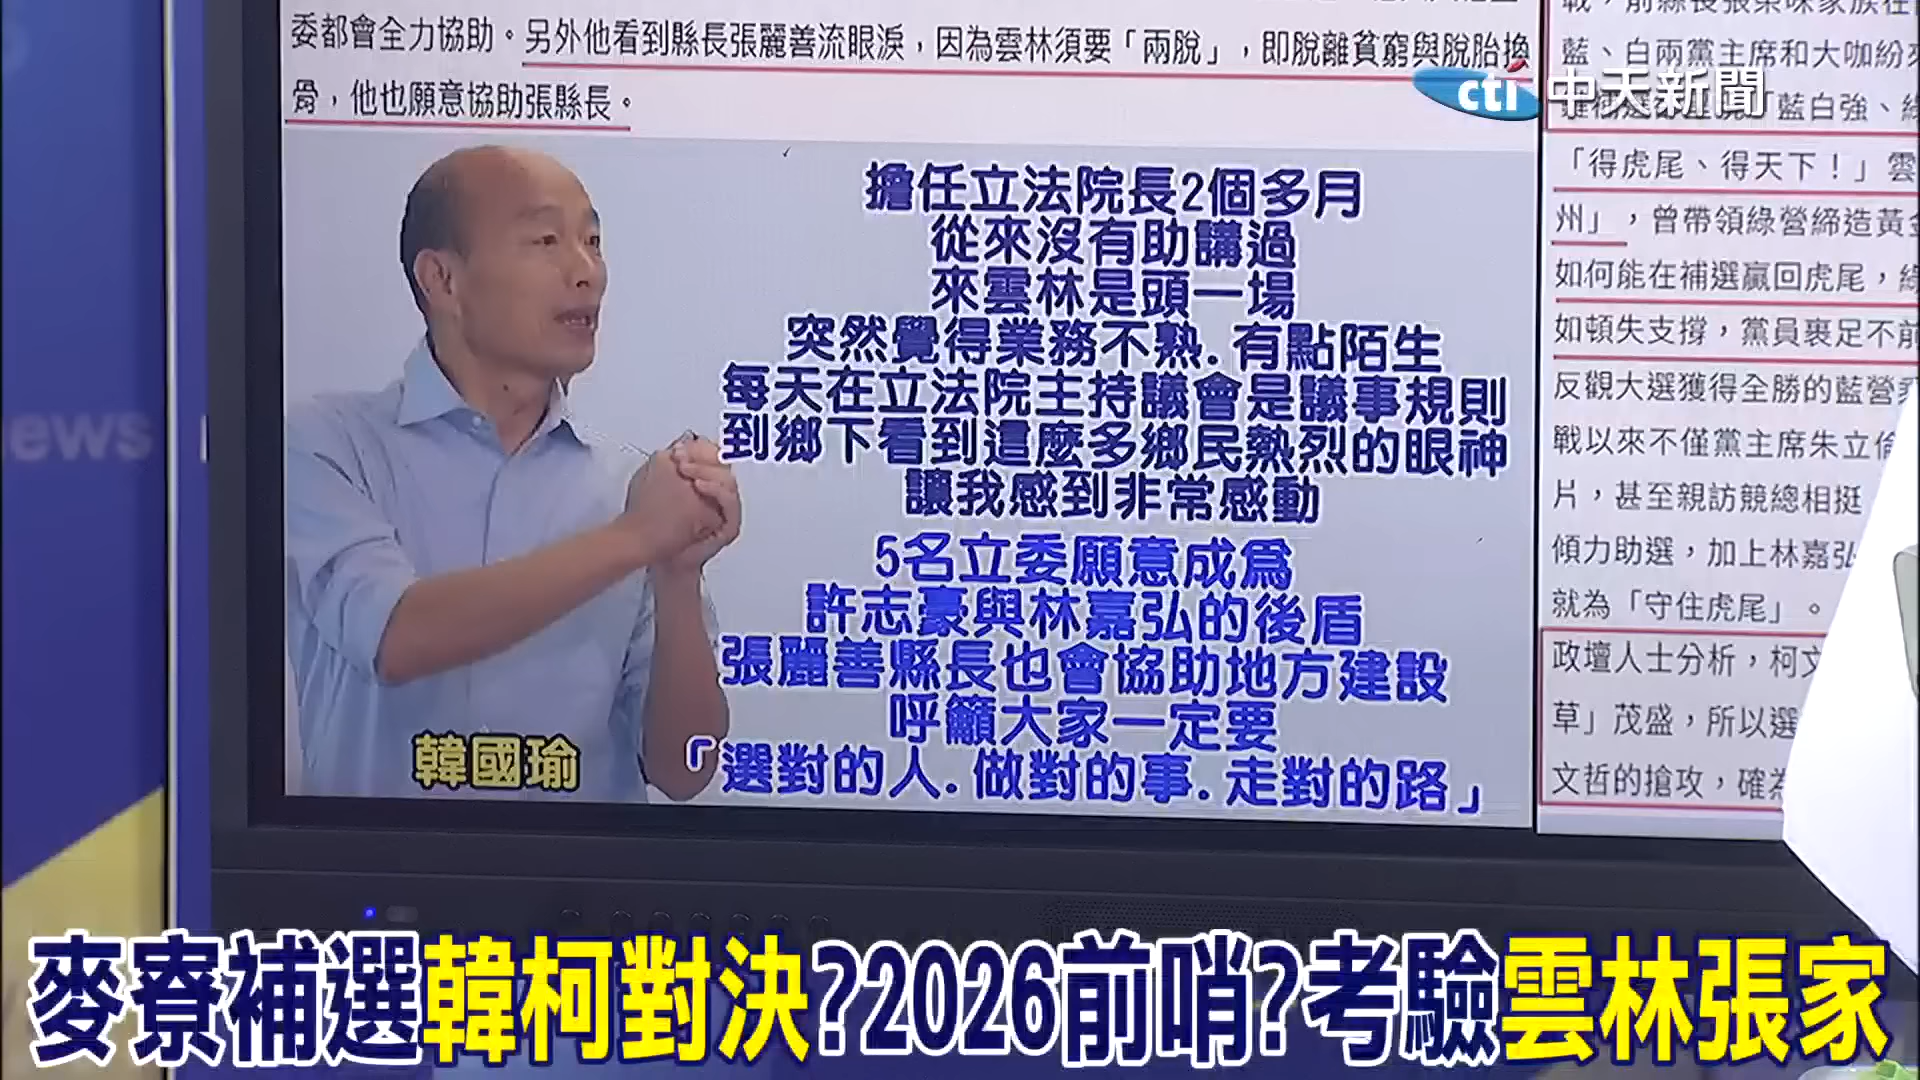 委都會全力協助。另外他看到縣長張麗善流眼淚，因為雲林須要「兩脫」，即脫離貧窮與脫胎換
骨，他也願意協助張縣長。
cti 中天新聞
擔任立法院長2個多月
從來沒有助講過
來雲林是頭一場
突然覺得業務不熟.有點陌生
每天在立法院主持議會是議事規則
到鄉下看到這麼多鄉民熱烈的眼神
讓我感到非常感動
5名立委願意成為
許志豪與林嘉弘的後盾
張麗善縣長也會協助地方建設
呼籲大家一定要
「選對的人.做對的事.走對的路」
韓國瑜
藍、白兩黨主席和大咖紛
「藍白強、
「得虎尾、得天下！」雲
州」，曾帶領綠營締造黃
如何能在補選贏回虎尾，
如頓失支撐，黨員裹足不前
反觀大選獲得全勝的藍營
戰以來不僅黨主席朱立倫
片，甚至親訪競總相挺
傾力助選，加上林嘉弘
就為「守住虎尾」。
政壇人士分析，柯文
草」茂盛，所以選
文哲的搶攻，確為
ews
麥寮補選韓柯對決?2026前哨?考驗雲林張家